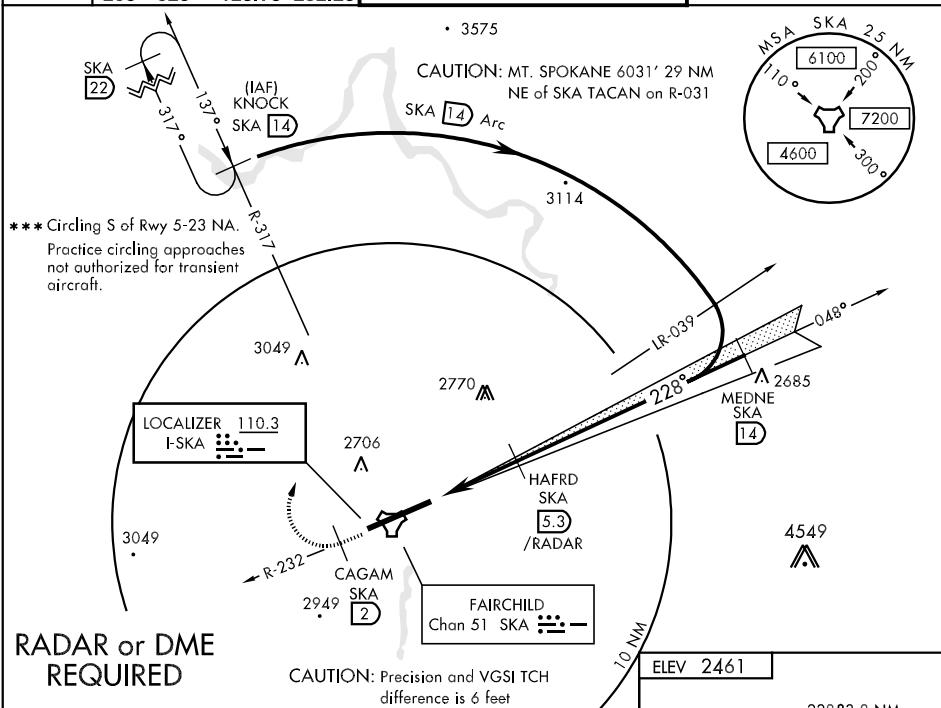 3575
MSA SKA 25 NM
6100
110°
200°
7200
4600
300°
CAUTION: MT. SPOKANE 6031' 29 NM
NE of SKA TACAN on R-031
SKA
22
317°
137°
(IAF)
KNOCK
SKA 14
SKA 14 Arc
3114
*** Circling S of Rwy 5-23 NA.
Practice circling approaches
not authorized for transient
aircraft.
R-317
LR-039
048°
3049
2770
228°
2685
MEDNE
SKA
14
LOCALIZER 110.3
I-SKA
2706
HAFRD
SKA
5.3
/RADAR
3049
4549
R-232
CAGAM
SKA
2
2949
FAIRCHILD
Chan 51 SKA
10 NM
RADAR or DME
REQUIRED
CAUTION: Precision and VGSI TCH
difference is 6 feet
ELEV 2461